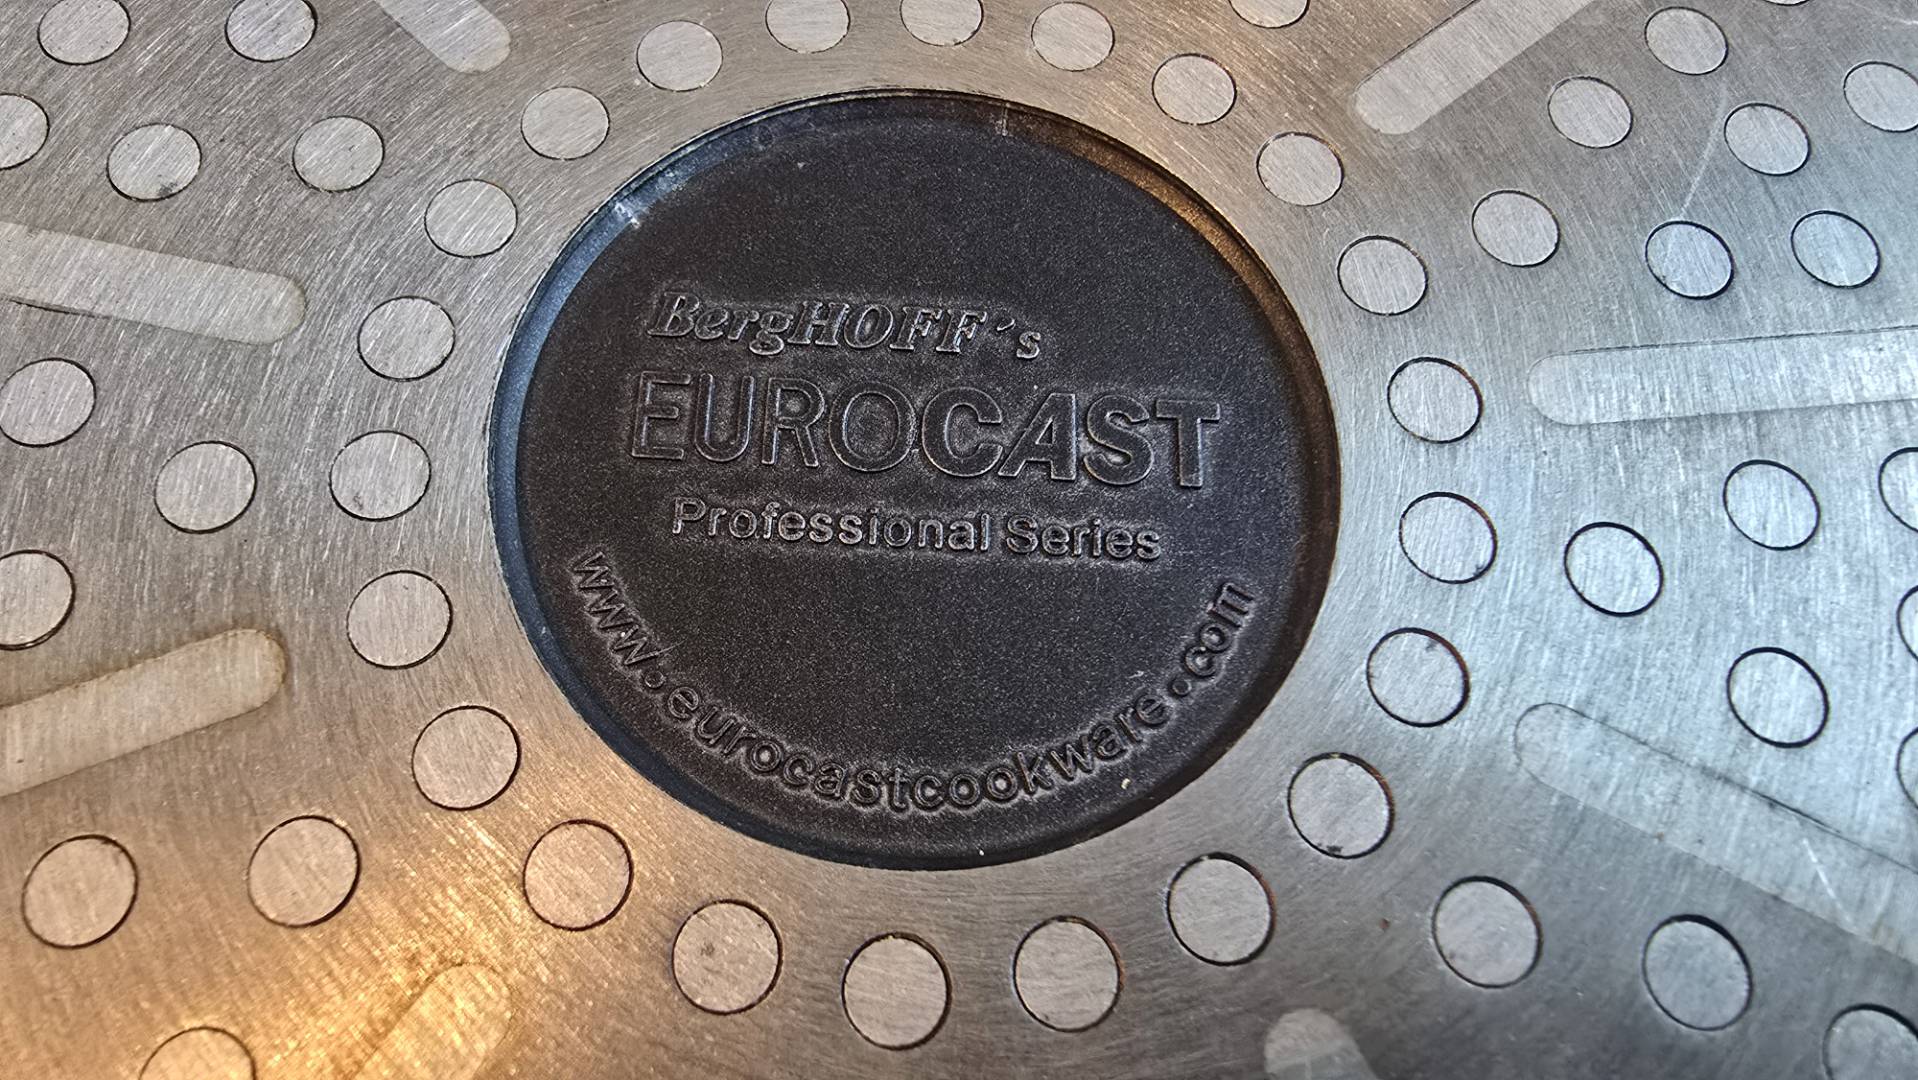 BergHOFF´s
EUROCAST
Professional Series
www.eurocastcookware.com